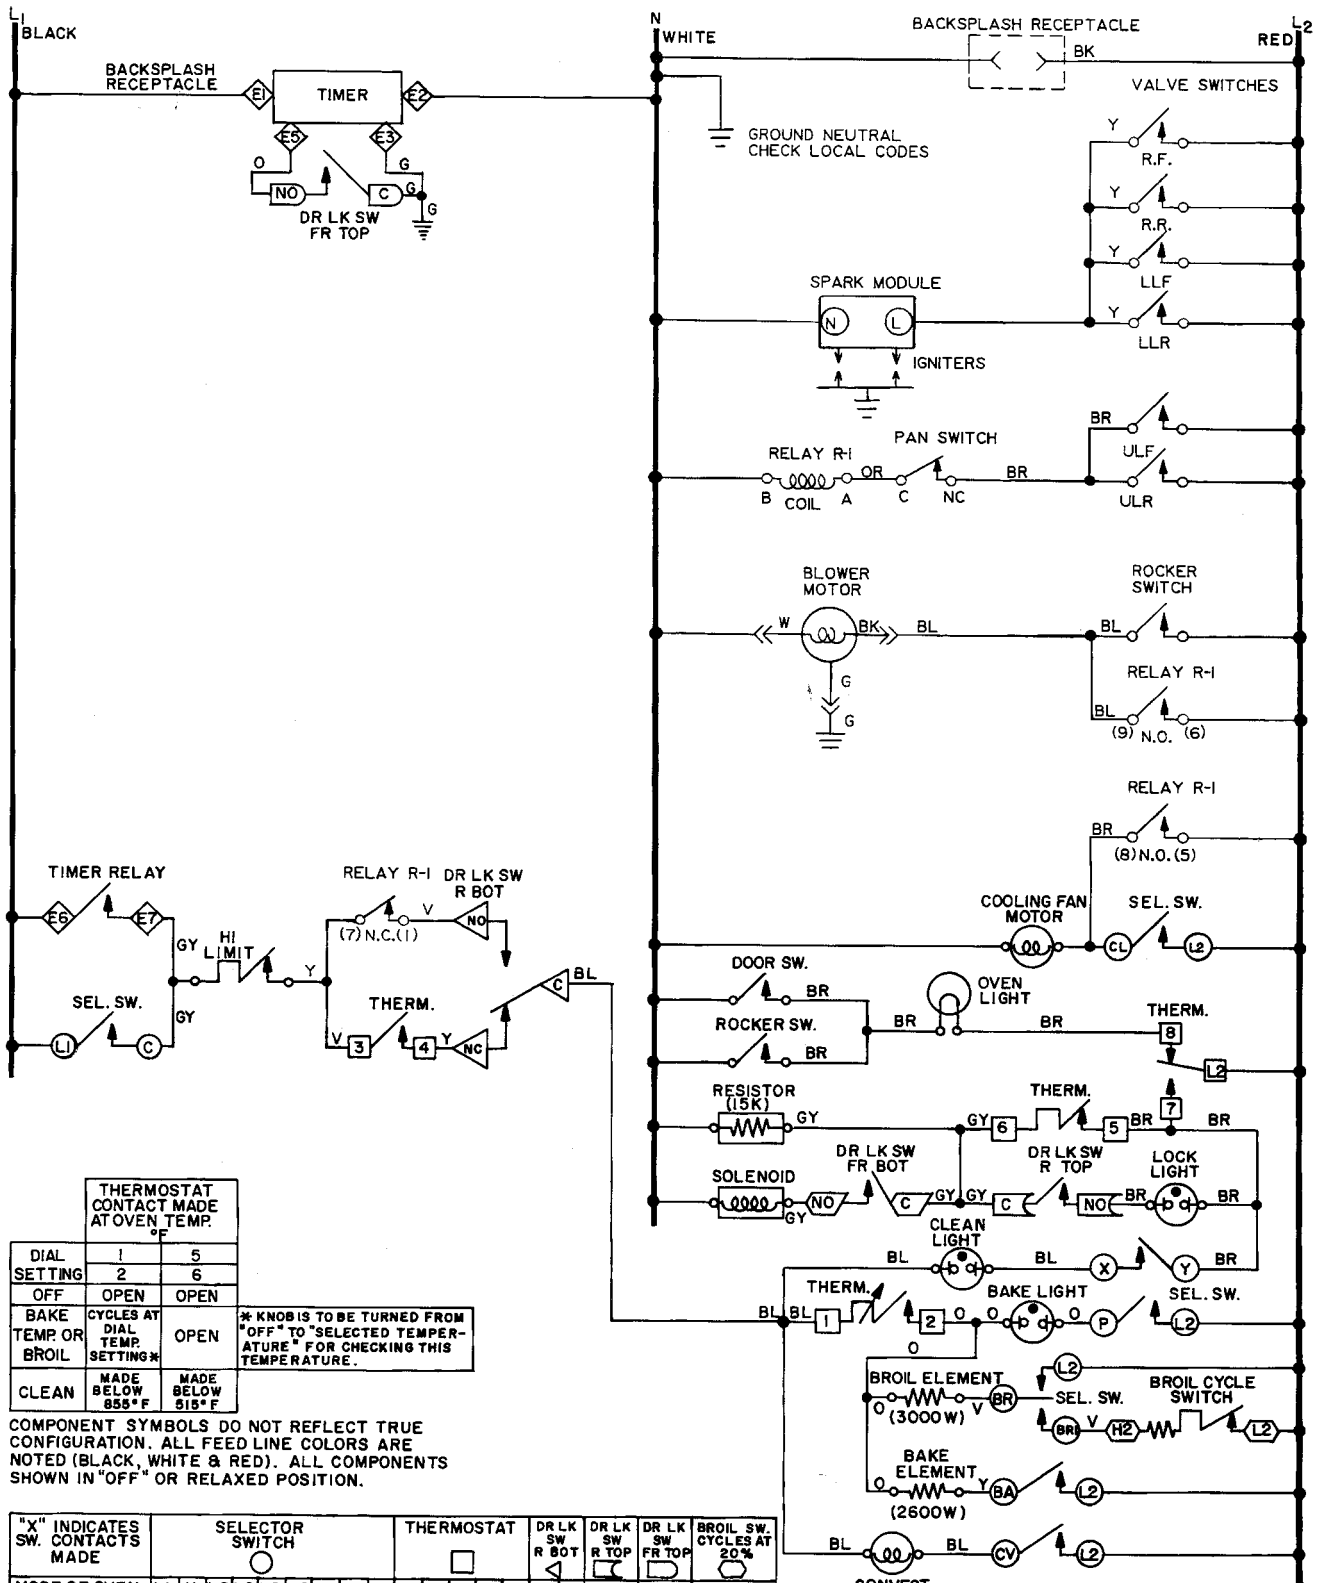 L1
BLACK
N
WHITE
BACKSPLASH RECEPTACLE
BK
L2
RED
BACKSPLASH
RECEPTACLE
E1
TIMER
E2
E5
E3
O
G
NO
C
G
G
DR LK SW
FR TOP
GROUND NEUTRAL
CHECK LOCAL CODES
VALVE SWITCHES
Y
R.F.
Y
R.R.
Y
LLF
Y
LLR
SPARK MODULE
N
L
IGNITERS
BR
ULF
PAN SWITCH
RELAY R-1
OR
BR
B
COIL
A
C
NC
ULR
BLOWER
MOTOR
ROCKER
SWITCH
W
BK
BL
BL
G
G
RELAY R-1
BL
(9) N.O. (6)
RELAY R-1
BR
(8) N.O. (5)
TIMER RELAY
E6
E7
GY
HI
LIMIT
Y
SEL. SW.
L1
C
GY
RELAY R-1
DR LK SW
R BOT
V
NO
(7) N.C. (1)
C
BL
THERM.
V
3
4
Y
NC
COOLING FAN
MOTOR
SEL. SW.
CL
L2
DOOR SW.
BR
ROCKER SW.
BR
BR
OVEN
LIGHT
BR
THERM.
8
L2
7
RESISTOR
(15K)
GY
GY
6
THERM.
5
BR
BR
SOLENOID
GY
NO
DR LK SW
FR BOT
C
GY
GY
C
DR LK SW
R TOP
NO
BR
LOCK
LIGHT
BR
CLEAN
LIGHT
BL
BL
X
Y
BR
THERM.
BL
BL
1
2
O
O
BAKE LIGHT
O
P
SEL. SW.
L2
O
BROIL ELEMENT
O
(3000W)
V
BR
L2
SEL. SW.
BROIL CYCLE
SWITCH
BRI
V
H2
L2
BAKE
ELEMENT
O
Y
BA
L2
(2600W)
BL
BL
CV
L2
CONVECT
THERMOSTAT
CONTACT MADE
AT OVEN TEMP.
°F
DIAL
SETTING
1
2
5
6
OFF
OPEN
OPEN
BAKE
TEMP. OR
BROIL
CYCLES AT
DIAL
TEMP.
SETTING*
OPEN
* KNOB IS TO BE TURNED FROM
"OFF" TO "SELECTED TEMPER-
ATURE" FOR CHECKING THIS
TEMPERATURE.
CLEAN
MADE
BELOW
855°F
MADE
BELOW
515°F
COMPONENT SYMBOLS DO NOT REFLECT TRUE
CONFIGURATION. ALL FEED LINE COLORS ARE
NOTED (BLACK, WHITE & RED). ALL COMPONENTS
SHOWN IN "OFF" OR RELAXED POSITION.
"X" INDICATES
SW. CONTACTS
MADE
SELECTOR
SWITCH
THERMOSTAT
DR LK
SW
R BOT
DR LK
SW
R TOP
DR LK
SW
FR TOP
BROIL SW.
CYCLES AT
20%